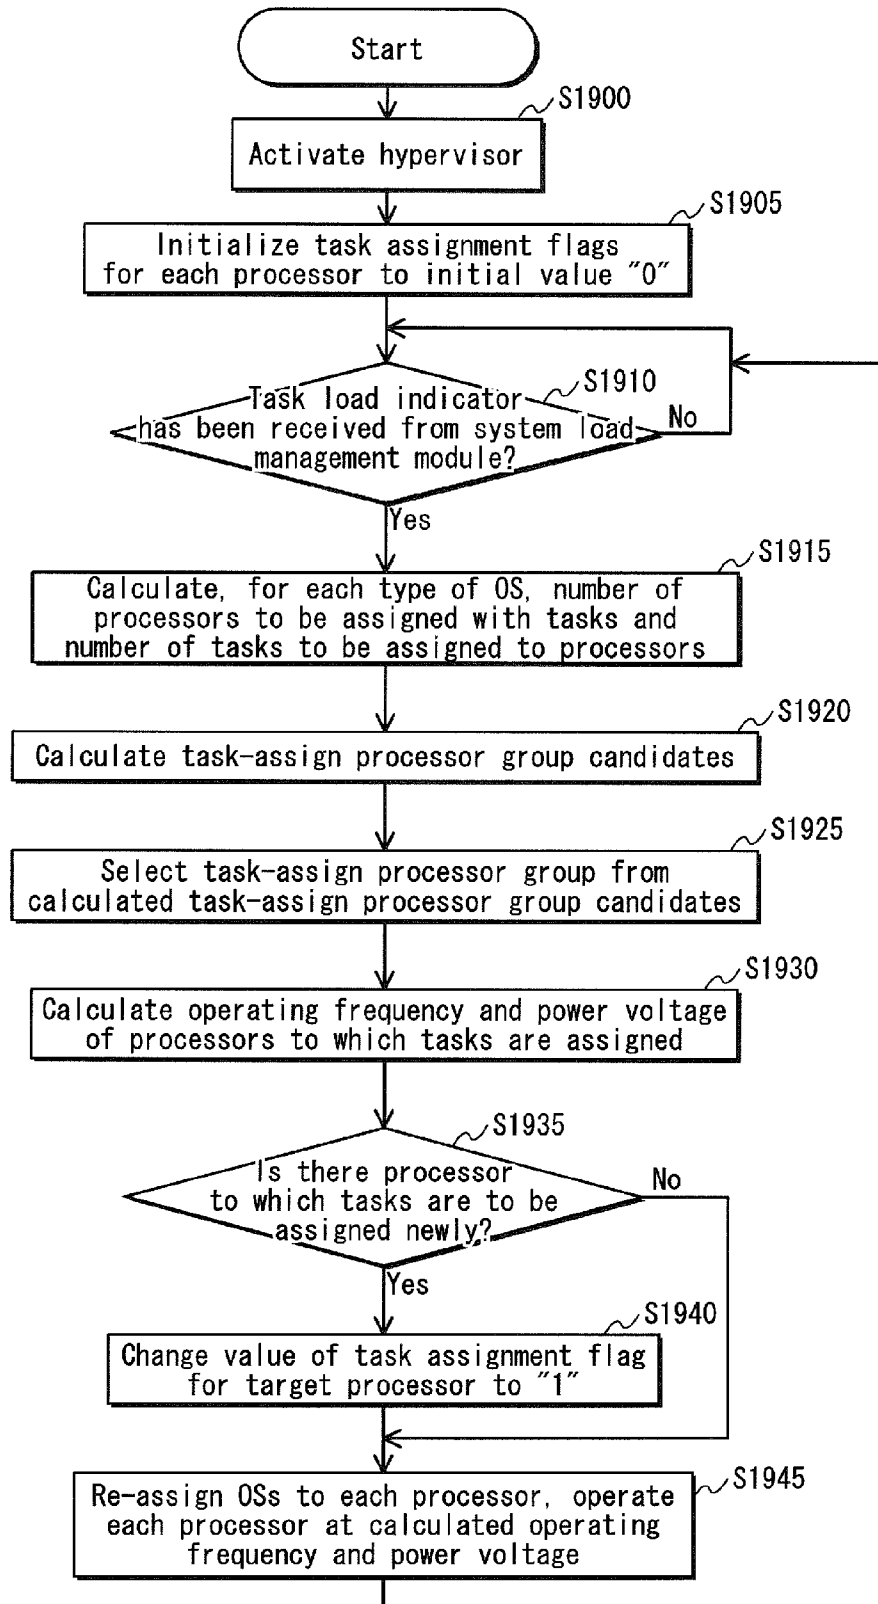 Start
S1900
Activate hypervisor
S1905
Initialize task assignment flags
for each processor to initial value "0"
S1910
Task load indicator
has been received from system load
management module?
No
Yes
S1915
Calculate, for each type of OS, number of
processors to be assigned with tasks and
number of tasks to be assigned to processors
S1920
Calculate task-assign processor group candidates
S1925
Select task-assign processor group from
calculated task-assign processor group candidates
S1930
Calculate operating frequency and power voltage
of processors to which tasks are assigned
S1935
Is there processor
to which tasks are to be
assigned newly?
No
Yes
S1940
Change value of task assignment flag
for target processor to "1"
S1945
Re-assign OSs to each processor, operate
each processor at calculated operating
frequency and power voltage